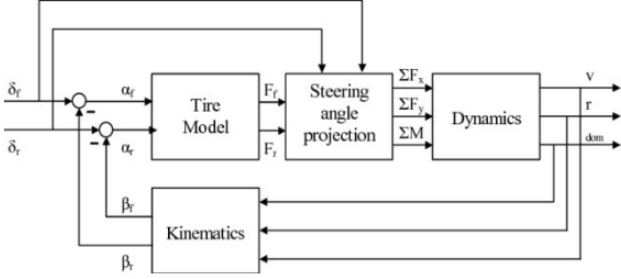 δf
δr
αf
αr
Tire
Model
Ff
Fr
Steering
angle
projection
ΣFx
ΣFy
ΣM
Dynamics
v
r
dom
βf
βr
Kinematics